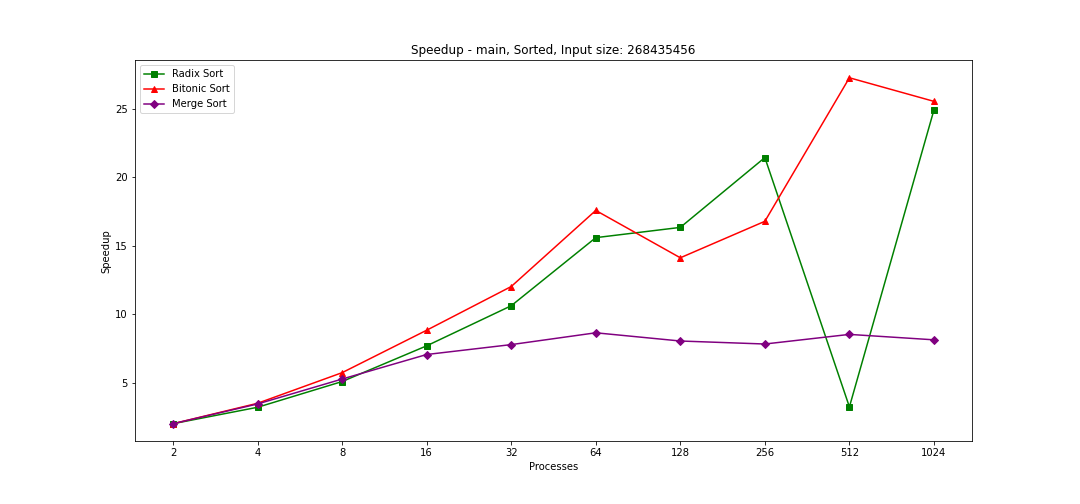 Speedup - main, Sorted, Input size: 268435456
Radix Sort
Bitonic Sort
Merge Sort
25
20
15
10
5
Speedup
2 4 8 16 32 64 128 256 512 1024
Processes